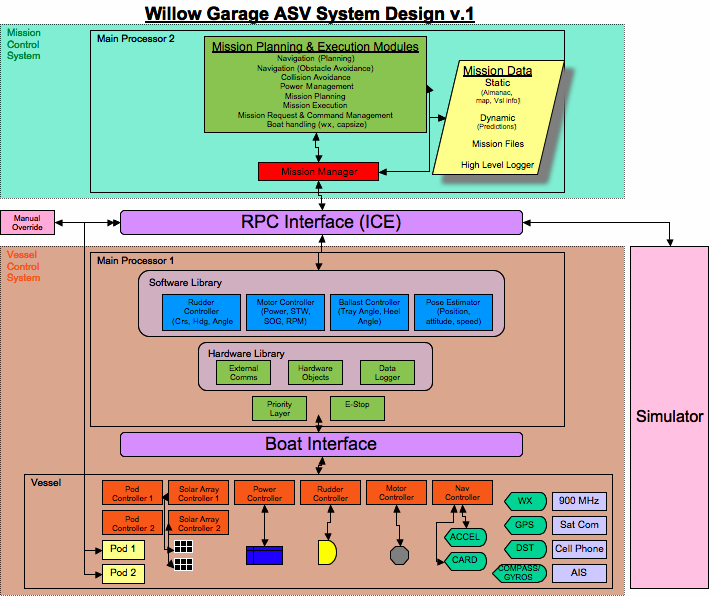 Willow Garage ASV System Design v.1
Mission
Control
System
Main Processor 2
Mission Planning & Execution Modules
Navigation (Planning)
Navigation (Obstacle Avoidance)
Collision Avoidance
Power Management
Mission Planning
Mission Execution
Mission Request & Command Management
Boat handling (wx, capsize)
Mission Data
Static
(Almanac,
map, Vsl info)
Dynamic
(Predictions)
Mission Files
High Level Logger
Mission Manager
Manual
Override
RPC Interface (ICE)
Vessel
Control
System
Main Processor 1
Software Library
Rudder
Controller
(Crs, Hdg, Angle
Motor Controller
(Power, STW,
SOG, RPM)
Ballast Controller
(Tray Angle, Heel
Angle)
Pose Estimator
(Position,
attitude, speed)
Hardware Library
External
Comms
Hardware
Objects
Data
Logger
Priority
Layer
E-Stop
Boat Interface
Simulator
Vessel
Pod
Controller 1
Solar Array
Controller 1
Power
Controller
Rudder
Controller
Motor
Controller
Nav
Controller
Pod
Controller 2
Solar Array
Controller 2
Pod 1
Pod 2
ACCEL
CARD
WX
GPS
DST
COMPASS/
GYROS
900 MHz
Sat Com
Cell Phone
AIS